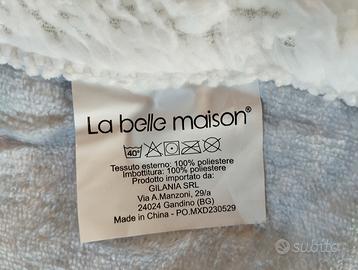 La belle maison®
40°
Tessuto esterno: 100% poliestere
Imbottitura: 100% poliestere
Prodotto importato da:
GILANIA SRL
Via A.Manzoni, 29/a
24024 Gandino (BG)
Made in China - PO.MXD230529
subito